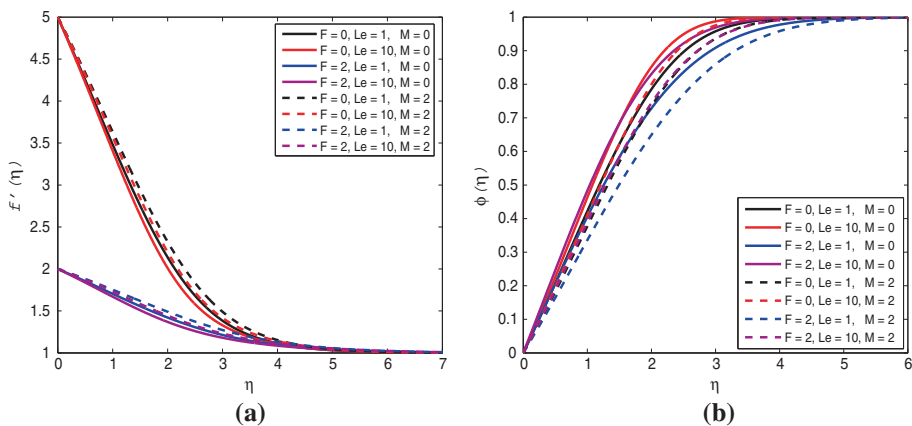 5
4.5
4
3.5
3
2.5
2
1.5
1
0 1 2 3 4 5 6 7
f ′ (η)
η
F = 0, Le = 1, M = 0
F = 0, Le = 10, M = 0
F = 2, Le = 1, M = 0
F = 2, Le = 10, M = 0
F = 0, Le = 1, M = 2
F = 0, Le = 10, M = 2
F = 2, Le = 1, M = 2
F = 2, Le = 10, M = 2
(a)
1
0.9
0.8
0.7
0.6
0.5
0.4
0.3
0.2
0.1
0
0 1 2 3 4 5 6
ϕ (η)
η
F = 0, Le = 1, M = 0
F = 0, Le = 10, M = 0
F = 2, Le = 1, M = 0
F = 2, Le = 10, M = 0
F = 0, Le = 1, M = 2
F = 0, Le = 10, M = 2
F = 2, Le = 1, M = 2
F = 2, Le = 10, M = 2
(b)